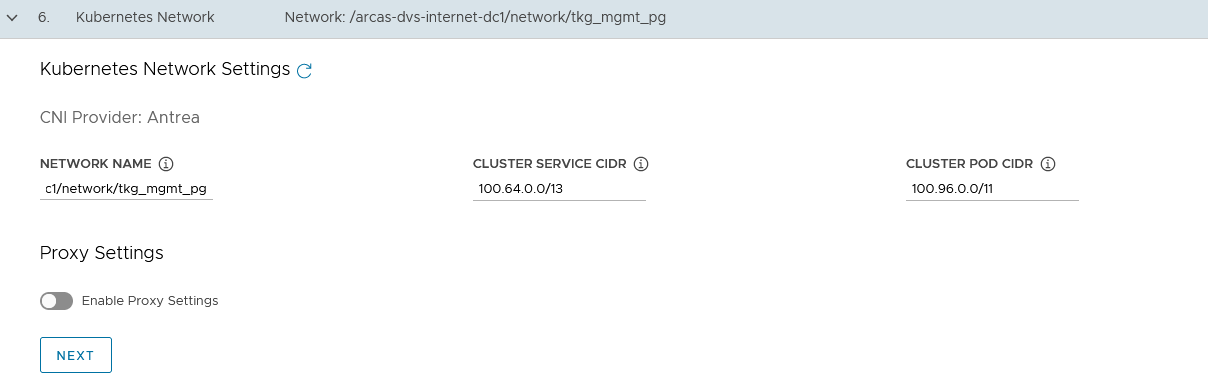 6. Kubernetes Network Network: /arcas-dvs-internet-dc1/network/tkg_mgmt_pg
Kubernetes Network Settings
CNI Provider: Antrea
NETWORK NAME CLUSTER SERVICE CIDR CLUSTER POD CIDR
c1/network/tkg_mgmt_pg 100.64.0.0/13 100.96.0.0/11
Proxy Settings
Enable Proxy Settings
NEXT